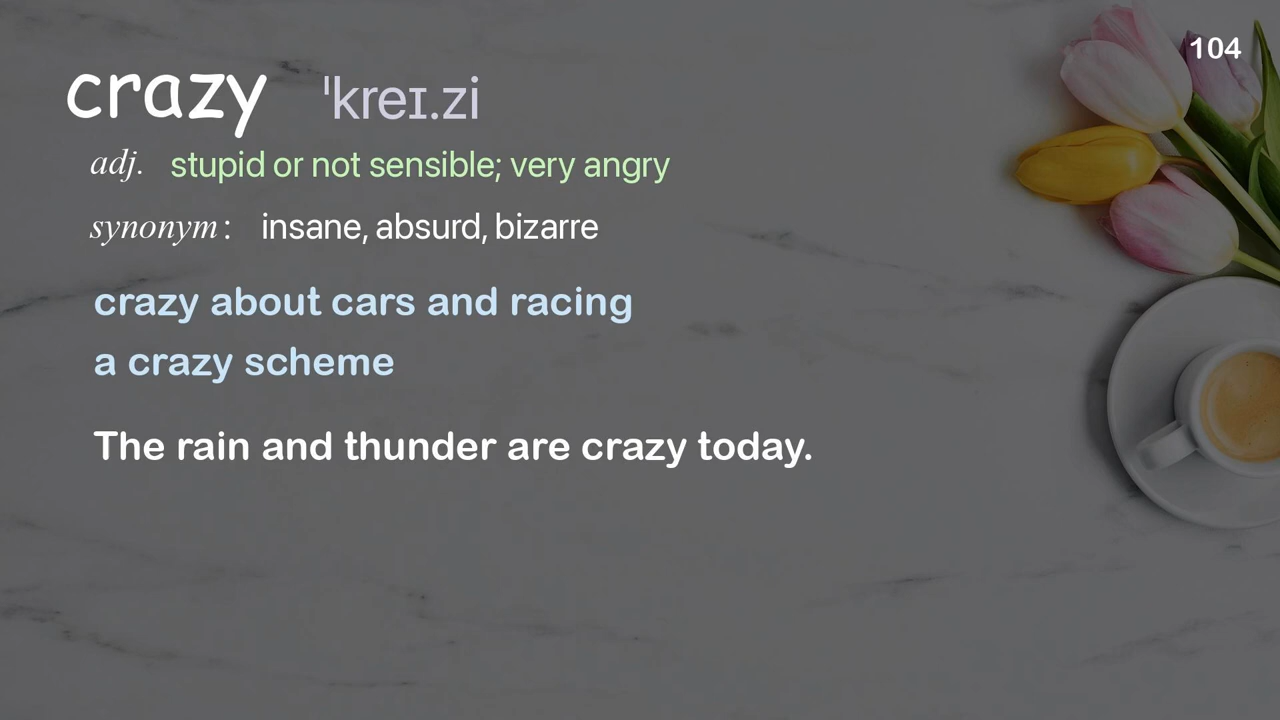 104
crazy ˈkreɪ.zi
adj. stupid or not sensible; very angry
synonym: insane, absurd, bizarre
crazy about cars and racing
a crazy scheme
The rain and thunder are crazy today.